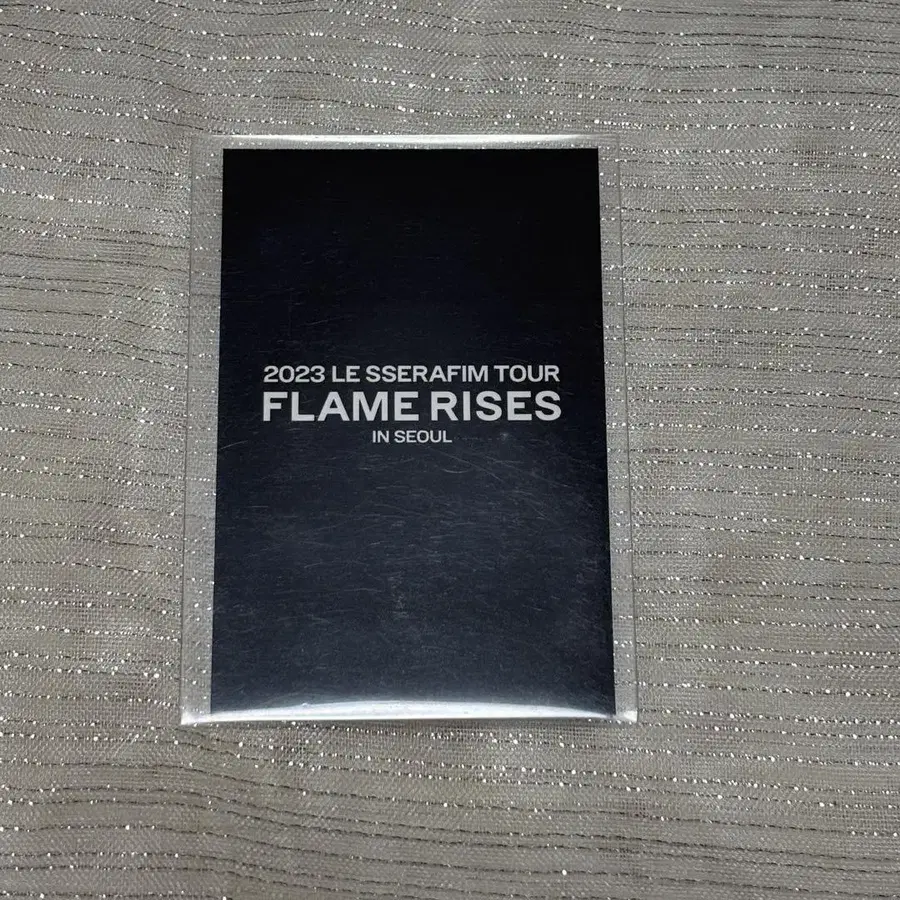 2023 LE SSERAFIM TOUR
FLAME RISES
IN SEOUL